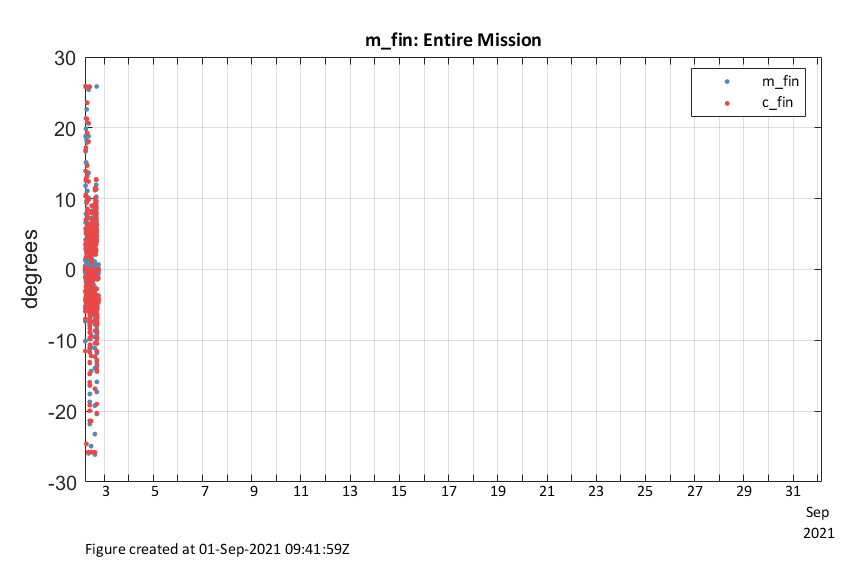 m_fin: Entire Mission
30
20
10
0
-10
-20
-30
degrees
m_fin
c_fin
3 5 7 9 11 13 15 17 19 21 23 25 27 29 31
Sep
2021
Figure created at 01-Sep-2021 09:41:59Z